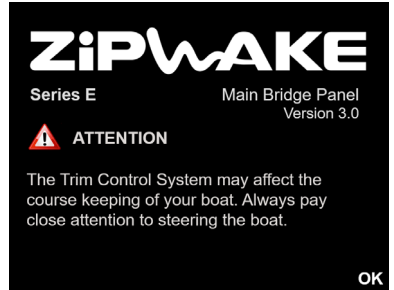 ZiPWAKE
Series E
Main Bridge Panel
Version 3.0
ATTENTION
The Trim Control System may affect the
course keeping of your boat. Always pay
close attention to steering the boat.
OK